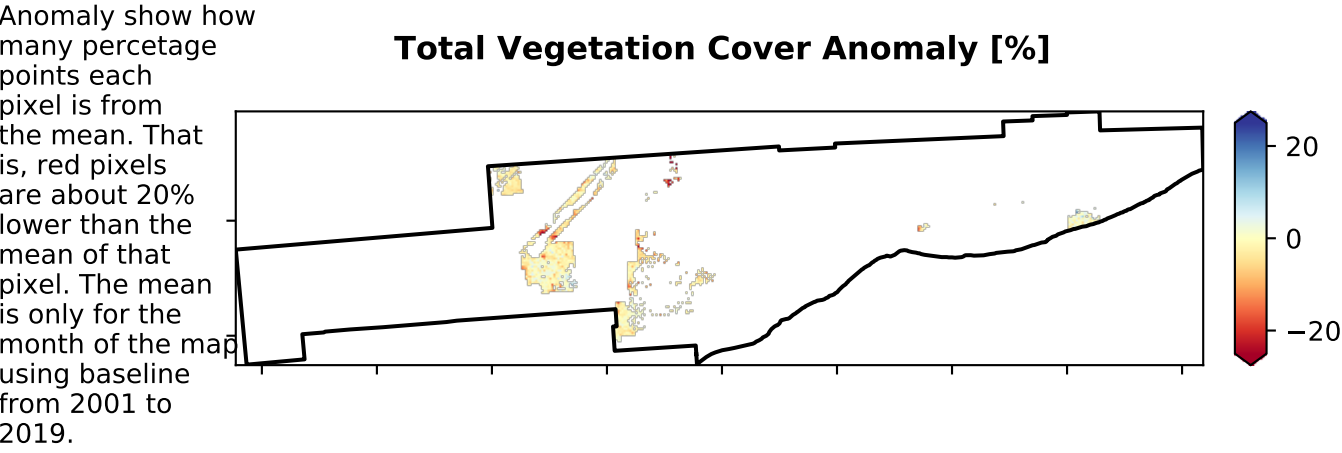 Anomaly show how
many percetage
points each
pixel is from
the mean. That
is, red pixels
are about 20%
lower than the
mean of that
pixel. The mean
is only for the
month of the map
using baseline
from 2001 to
2019.
Total Vegetation Cover Anomaly [%]
20
0
−20